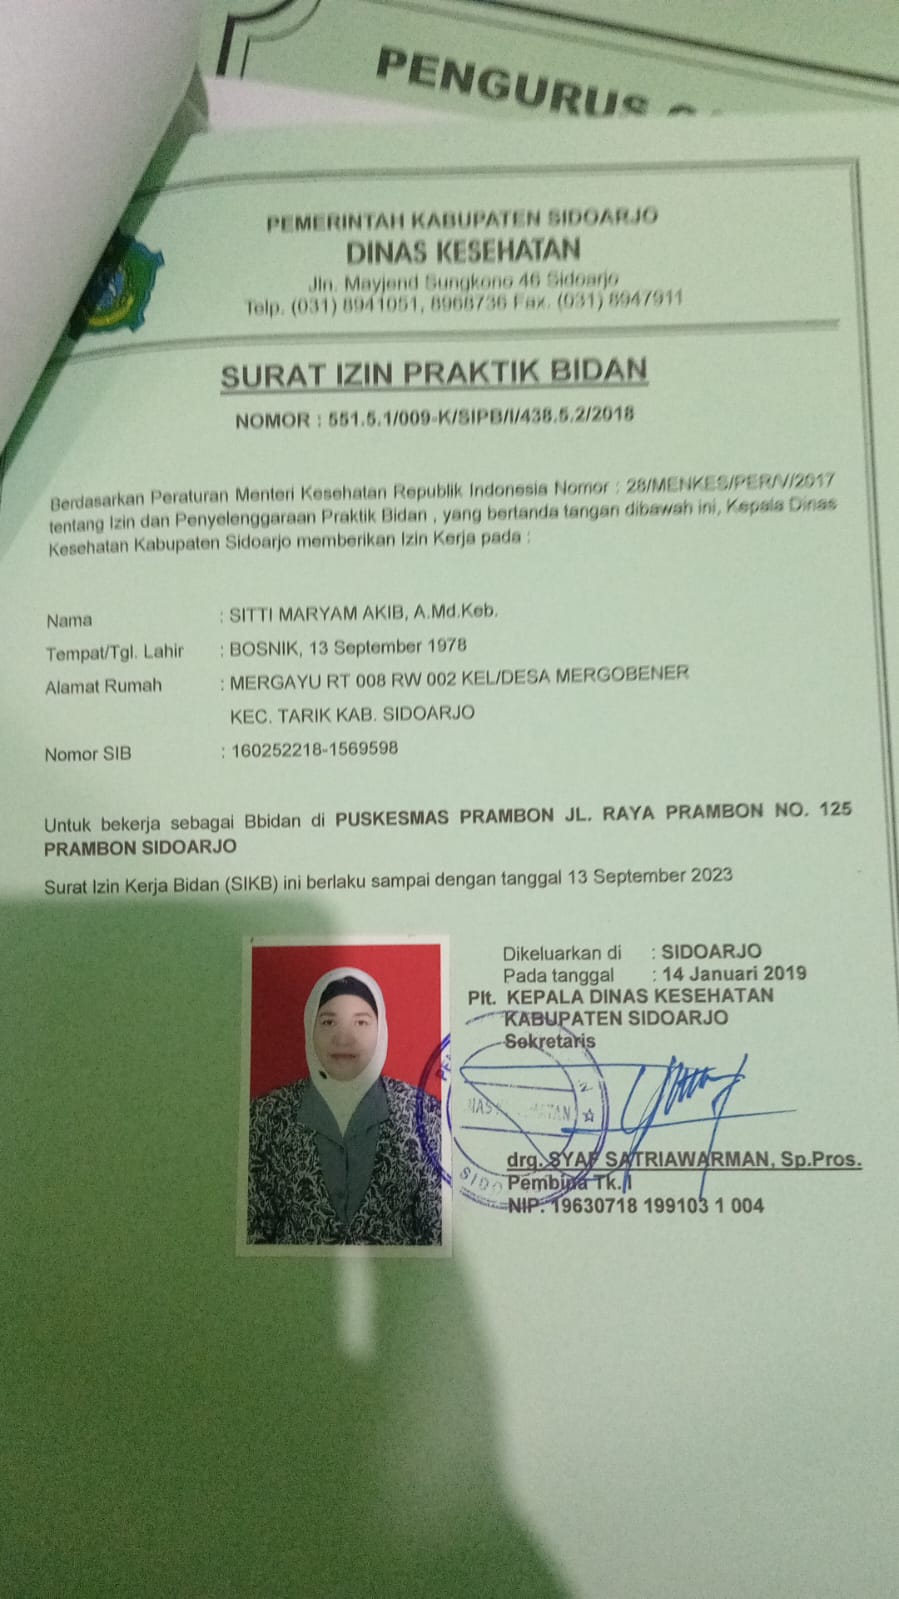 PENGURUS
PEMERINTAH KABUPATEN SIDOARJO
DINAS KESEHATAN
Jln. Mayjend Sungkono 46 Sidoarjo
Telp. (031) 8941051, 8968736 Fax. (031) 8947911
SURAT IZIN PRAKTIK BIDAN
NOMOR : 551.5.1/009-K/SIPB/I/438.5.2/2018
Berdasarkan Peraturan Menteri Kesehatan Republik Indonesia Nomor : 28/MENKES/PER/V/2017
tentang Izin dan Penyelenggaraan Praktik Bidan , yang bertanda tangan dibawah ini, Kepala Dinas
Kesehatan Kabupaten Sidoarjo memberikan Izin Kerja pada :
Nama : SITTI MARYAM AKIB, A.Md.Keb.
Tempat/Tgl. Lahir : BOSNIK, 13 September 1978
Alamat Rumah : MERGAYU RT 008 RW 002 KEL/DESA MERGOBENER
KEC. TARIK KAB. SIDOARJO
Nomor SIB : 160252218-1569598
Untuk bekerja sebagai Bbidan di PUSKESMAS PRAMBON JL. RAYA PRAMBON NO. 125
PRAMBON SIDOARJO
Surat Izin Kerja Bidan (SIKB) ini berlaku sampai dengan tanggal 13 September 2023
Dikeluarkan di : SIDOARJO
Pada tanggal : 14 Januari 2019
Plt. KEPALA DINAS KESEHATAN
KABUPATEN SIDOARJO
Sekretaris
drg. SYAF SATRIAWARMAN, Sp.Pros.
Pembina Tk. I
NIP. 19630718 199103 1 004